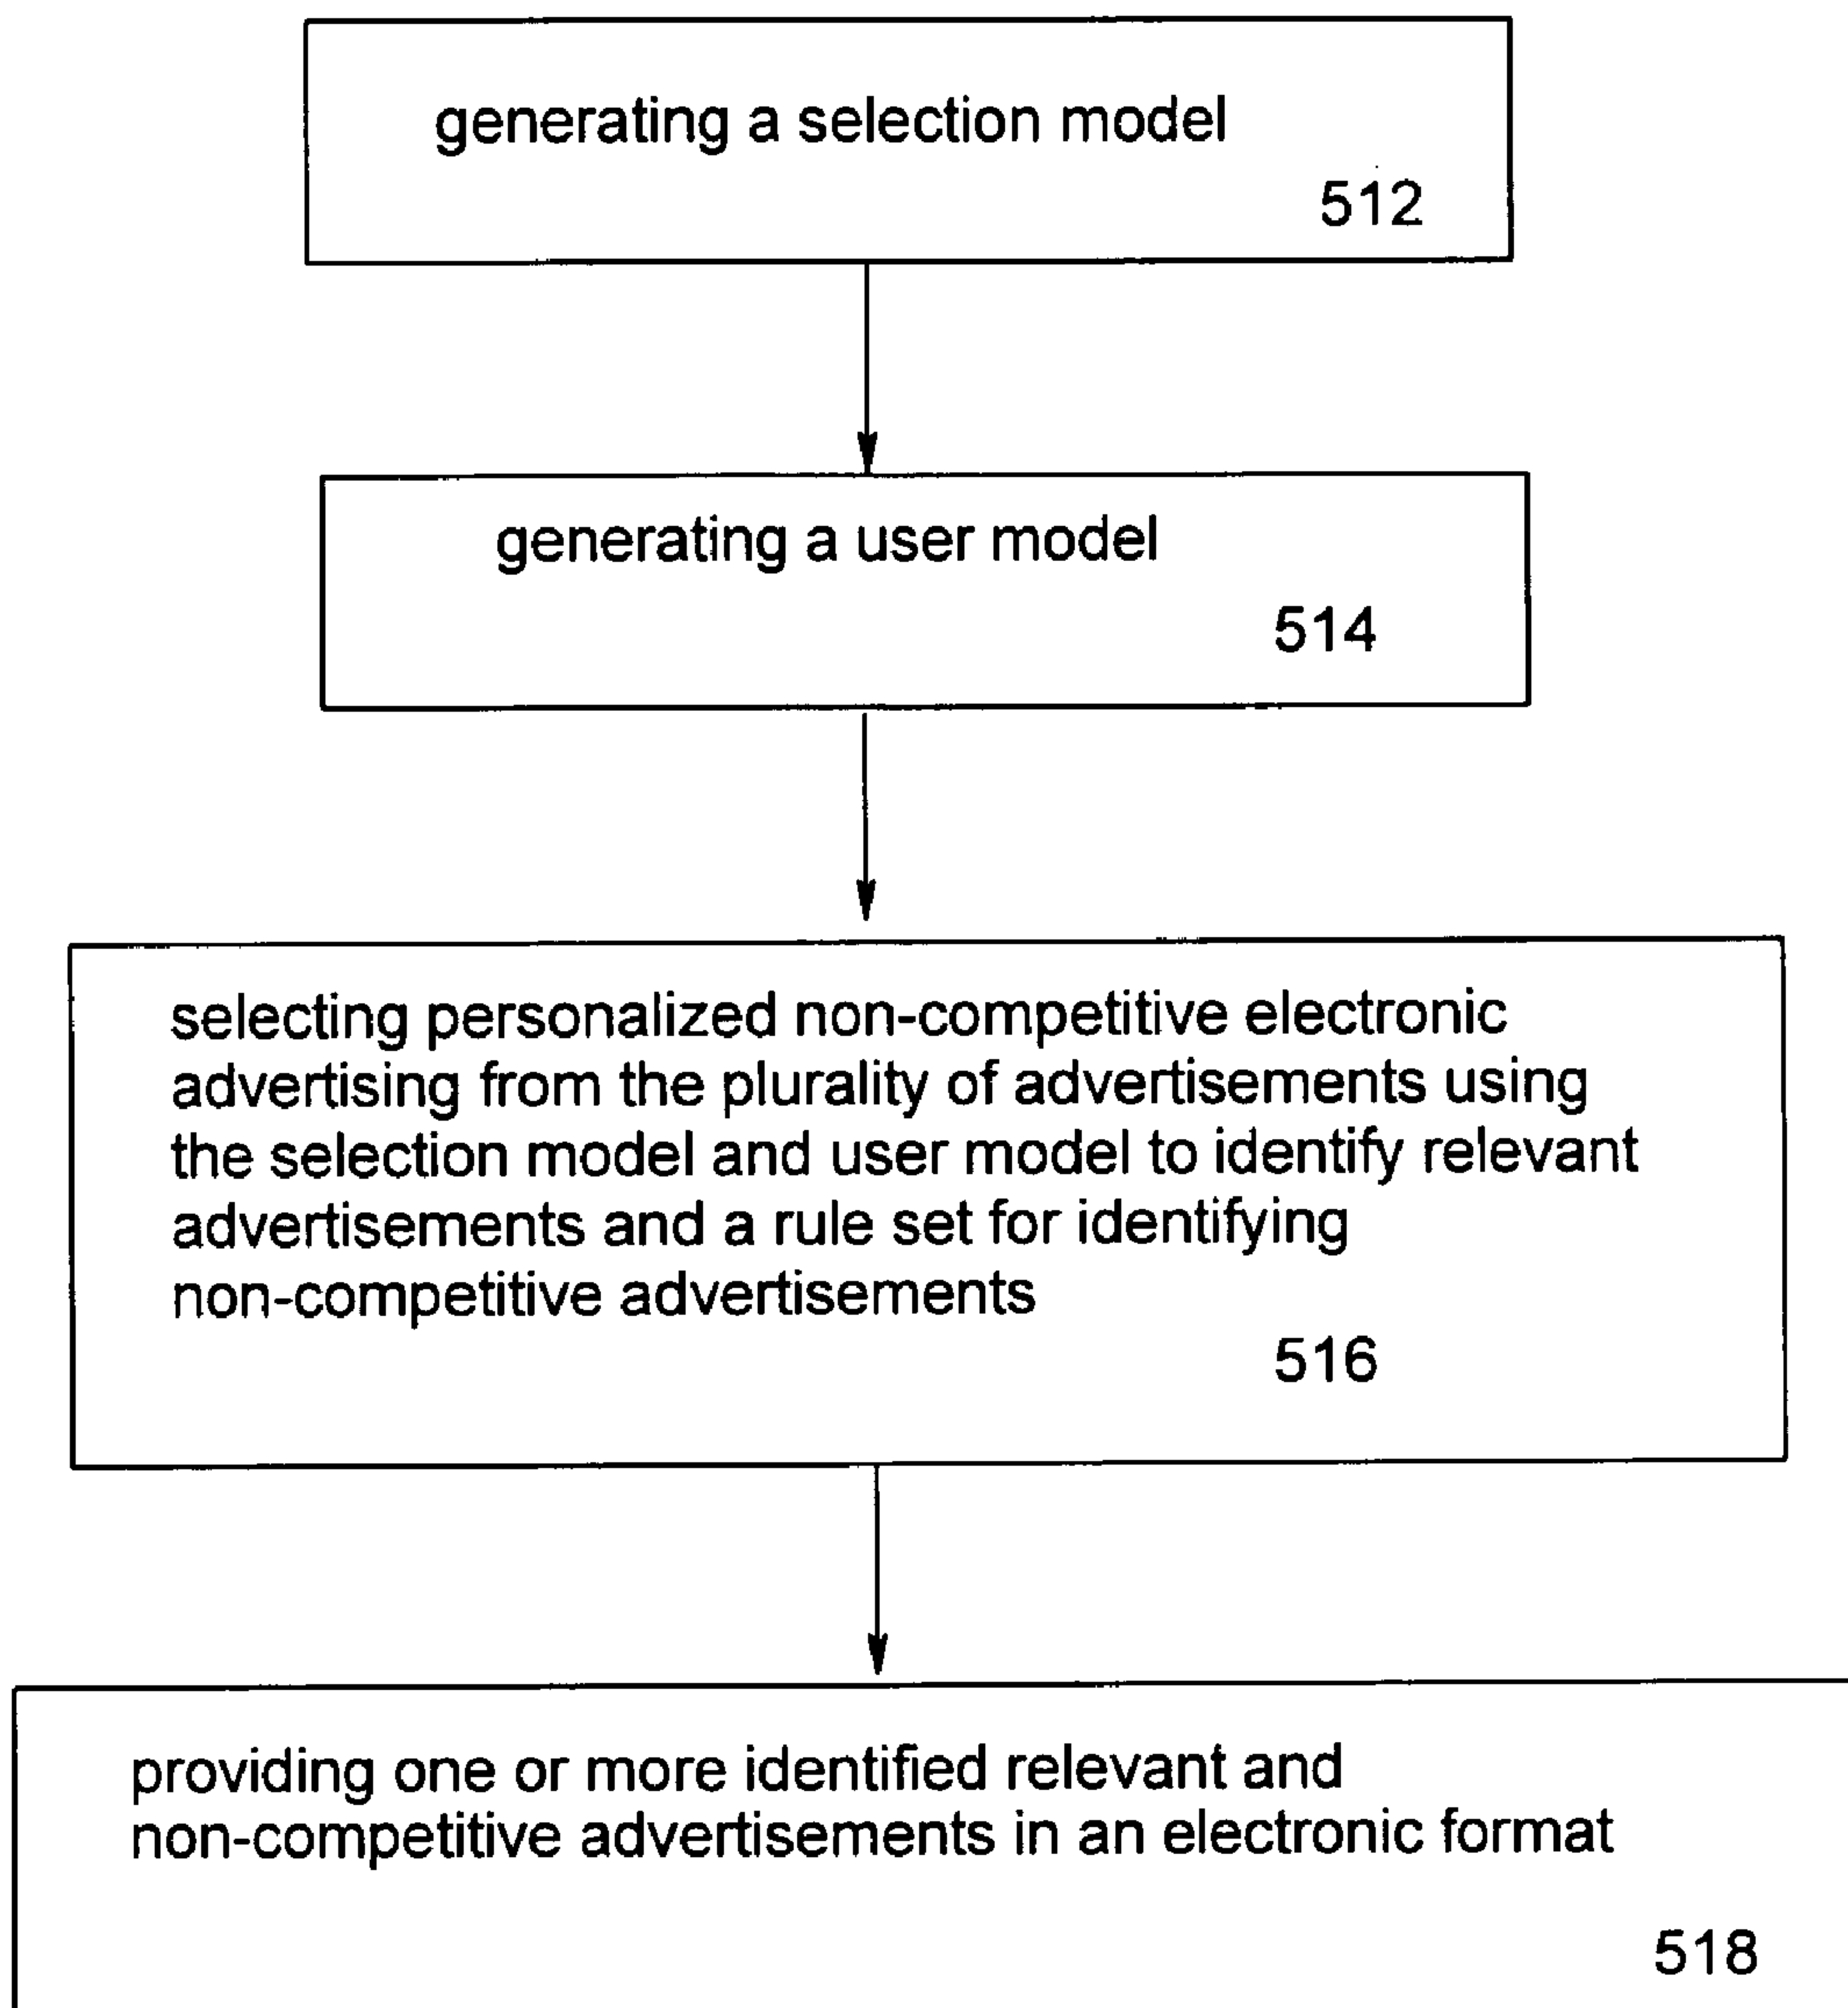 generating a selection model
512
generating a user model
514
selecting personalized non-competitive electronic
advertising from the plurality of advertisements using
the selection model and user model to identify relevant
advertisements and a rule set for identifying
non-competitive advertisements
516
providing one or more identified relevant and
non-competitive advertisements in an electronic format
518